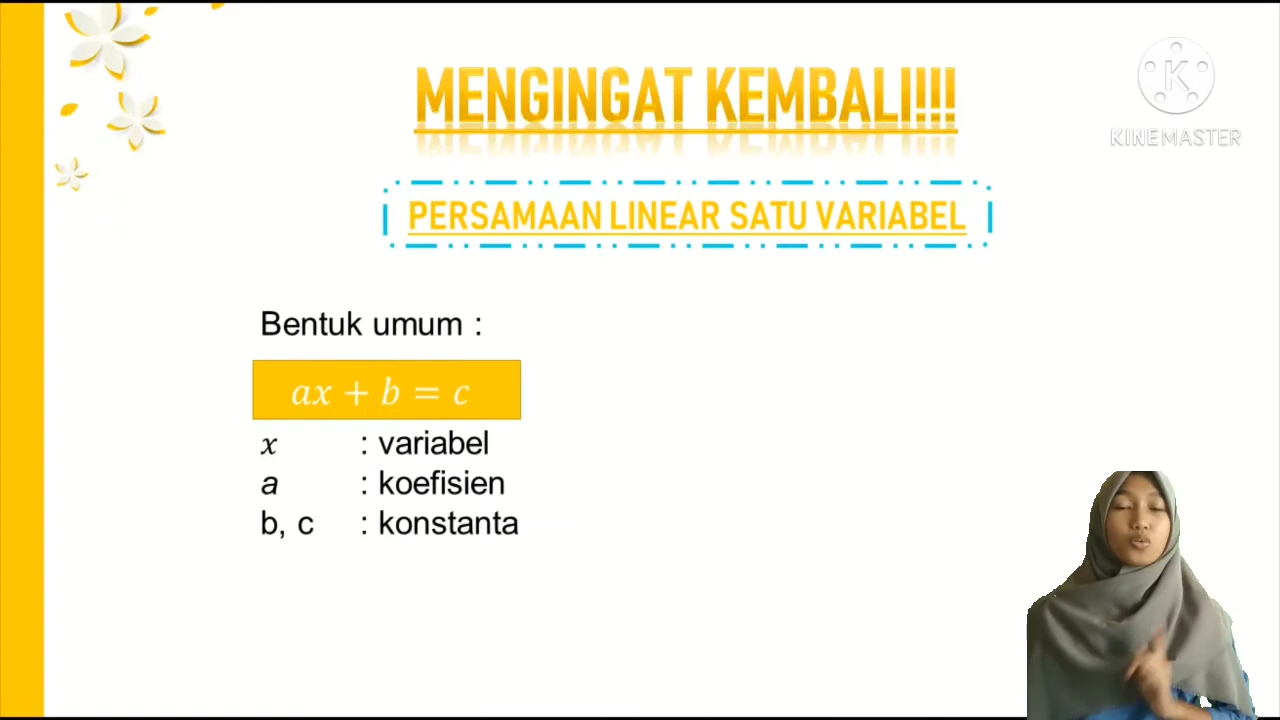 MENGINGAT KEMBALI!!!
K
KINEMASTER
PERSAMAAN LINEAR SATU VARIABEL
Bentuk umum :
ax + b = c
x : variabel
a : koefisien
b, c : konstanta